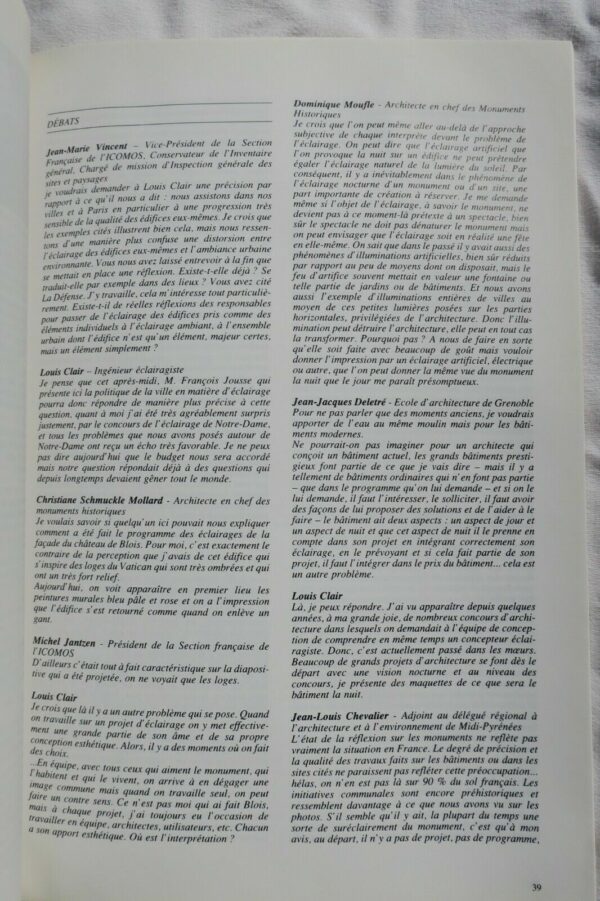 DÉBATS
Jean-Marie Vincent – Vice-Président de la Section
Française de l'ICOMOS, Conservateur de l'Inventaire
général, Chargé de mission d'Inspection générale des
sites et paysages
je voudrais demander à Louis Clair une précision par
rapport à ce qu'il nous a dit : nous assistons dans nos
villes et à Paris en particulier à une progression très
sensible de la qualité des édifices eux-mêmes. Je crois que
les exemples cités illustrent bien cela, mais nous ressen-
tons d'une manière plus confuse une distorsion entre
l'éclairage des édifices eux-mêmes et l'ambiance urbaine
environnante. Vous nous avez laissé entrevoir à la fin que
se mettait en place une réflexion. Existe-t-elle déjà ? Se
traduit-elle par exemple dans des lieux ? Vous avez cité
La Défense. J'y travaille, cela m'intéresse tout particuliè-
rement. Existe-t-il de réelles réflexions des responsables
pour passer de l'éclairage des édifices pris comme des
éléments individuels à l'éclairage ambiant, à l'ensemble
urbain dont l'édifice n'est qu'un élément, majeur certes,
mais un élément simplement ?
Louis Clair – Ingénieur éclairagiste
Je pense que cet après-midi, M. François Jousse qui
présente ici la politique de la ville en matière d'éclairage
pourra donc répondre de manière plus précise à cette
question, quant à moi j'ai été très agréablement surpris
justement, par le concours de l'éclairage de Notre-Dame,
et tous les problèmes que nous avons posés autour de
Notre-Dame ont reçu un écho très favorable. Je ne peux
pas dire aujourd'hui que le budget nous sera accordé
mais notre question répondait déjà à des questions qui
depuis longtemps devaient gêner tout le monde.
Christiane Schmuckle Mollard - Architecte en chef des
monuments historiques
Je voulais savoir si quelqu'un ici pouvait nous expliquer
comment a été fait le programme des éclairages de la
façade du château de Blois. Pour moi, c'est exactement le
contraire de la perception que j'avais de cet édifice qui
s'inspire des loges du Vatican qui sont très ombrées et qui
ont un très fort relief.
Aujourd'hui, on voit apparaître en premier lieu les
peintures murales bleu pâle et rose et on a l'impression
que l'édifice s'est retourné comme quand on enlève un
gant.
Michel Jantzen – Président de la Section française de
l'ICOMOS
D'ailleurs c'était tout à fait caractéristique sur la diaposi-
tive qui a été projetée, on ne voyait que les loges.
Louis Clair
Je crois que là il y a un autre problème qui se pose. Quand
on travaille sur un projet d'éclairage on y met effective-
ment une grande partie de son âme et de sa propre
conception esthétique. Alors, il y a des moments où on fait
des choix.
...En équipe, avec tous ceux qui aiment le monument, qui
l'habitent et qui le vivent, on arrive à en dégager une
image commune mais quand on travaille seul, on peut
faire un contre sens. Ce n'est pas moi qui ai fait Blois,
mais à chaque projet, j'ai toujours eu l'occasion de
travailler en équipe, architectes, utilisateurs, etc. Chacun
a son apport esthétique. Où est l'interprétation ?
Dominique Moufle - Architecte en chef des Monuments
Historiques
Je crois que l'on peut même aller au-delà de l'approche
subjective de chaque interprète devant le problème de
l'éclairage. On peut dire que l'éclairage artificiel que
l'on provoque la nuit sur un édifice ne peut prétendre
égaler l'éclairage naturel de la lumière du soleil. Par
conséquent, il y a inévitablement dans le phénomène de
l'éclairage nocturne d'un monument ou d'un site, une
part importante de création à réserver. Je me demande
même si l'objet de l'éclairage, à savoir le monument, ne
devient pas à ce moment-là prétexte à un spectacle, bien
sûr le spectacle ne doit pas dénaturer le monument mais
on peut envisager que l'éclairage soit en réalité une fête
en elle-même. On sait que dans le passé il y avait aussi des
phénomènes d'illuminations artificielles, bien sûr réduits
par rapport au peu de moyens dont on disposait, mais le
feu d'artifice souvent mettait en valeur une fontaine ou
telle partie de jardins ou de bâtiments. Et nous avons
aussi l'exemple d'illuminations entières de villes au
moyen de ces petites lumières posées sur les parties
horizontales, privilégiées de l'architecture. Donc l'illu-
mination peut détruire l'architecture, elle peut en tout cas
la transformer. Pourquoi pas ? A nous de faire en sorte
qu'elle soit faite avec beaucoup de goût mais vouloir
donner l'impression par un éclairage artificiel, électrique
ou autre, que l'on peut donner la même vue du monument
la nuit que le jour me paraît présomptueux.
Jean-Jacques Deletré - Ecole d'architecture de Grenoble
Pour ne pas parler que des moments anciens, je voudrais
apporter de l'eau au même moulin mais pour les bâti-
ments modernes.
Ne pourrait-on pas imaginer pour un architecte qui
conçoit un bâtiment actuel, les grands bâtiments presti-
gieux font partie de ce que je vais dire – mais il y a
tellement de bâtiments ordinaires qui n'en font pas partie
– que dans le programme qu'on lui demande – et si on le
lui demande, il faut l'intéresser, le solliciter, il faut avoir
des façons de lui proposer des solutions et de l'aider à le
faire – le bâtiment ait deux aspects : un aspect de jour et
un aspect de nuit et que cet aspect de nuit il le prenne en
compte dans son projet en intégrant correctement son
éclairage, en le prévoyant et si cela fait partie de son
projet, il faut l'intégrer dans le prix du bâtiment... cela est
un autre problème.
Louis Clair
Là, je peux répondre. J'ai vu apparaître depuis quelques
années, à ma grande joie, de nombreux concours d'archi-
tecture dans lesquels on demandait à l'équipe de concep-
tion de comprendre en même temps un concepteur éclai-
ragiste. Donc, c'est actuellement passé dans les mœurs.
Beaucoup de grands projets d'architecture se font dès le
départ avec une vision nocturne et au niveau des
concours, je présente des maquettes de ce que sera le
bâtiment la nuit.
Jean-Louis Chevalier - Adjoint au délégué régional à
l'architecture et à l'environnement de Midi-Pyrénées
L'état de la réflexion sur les monuments ne reflète pas
vraiment la situation en France. Le degré de précision et
la qualité des travaux faits sur les bâtiments ou dans les
sites cités ne paraissent pas refléter cette préoccupation...
hélas, on n'en est pas là sur 90 % du sol français. Les
initiatives communales sont encore préhistoriques et
ressemblent davantage à ce que nous avons vu sur les
photos. S'il semble qu'il y ait, la plupart du temps une
sorte de suréclairement du monument, c'est qu'à mon
avis, au départ, il n'y a pas de projet, pas de programme,
39